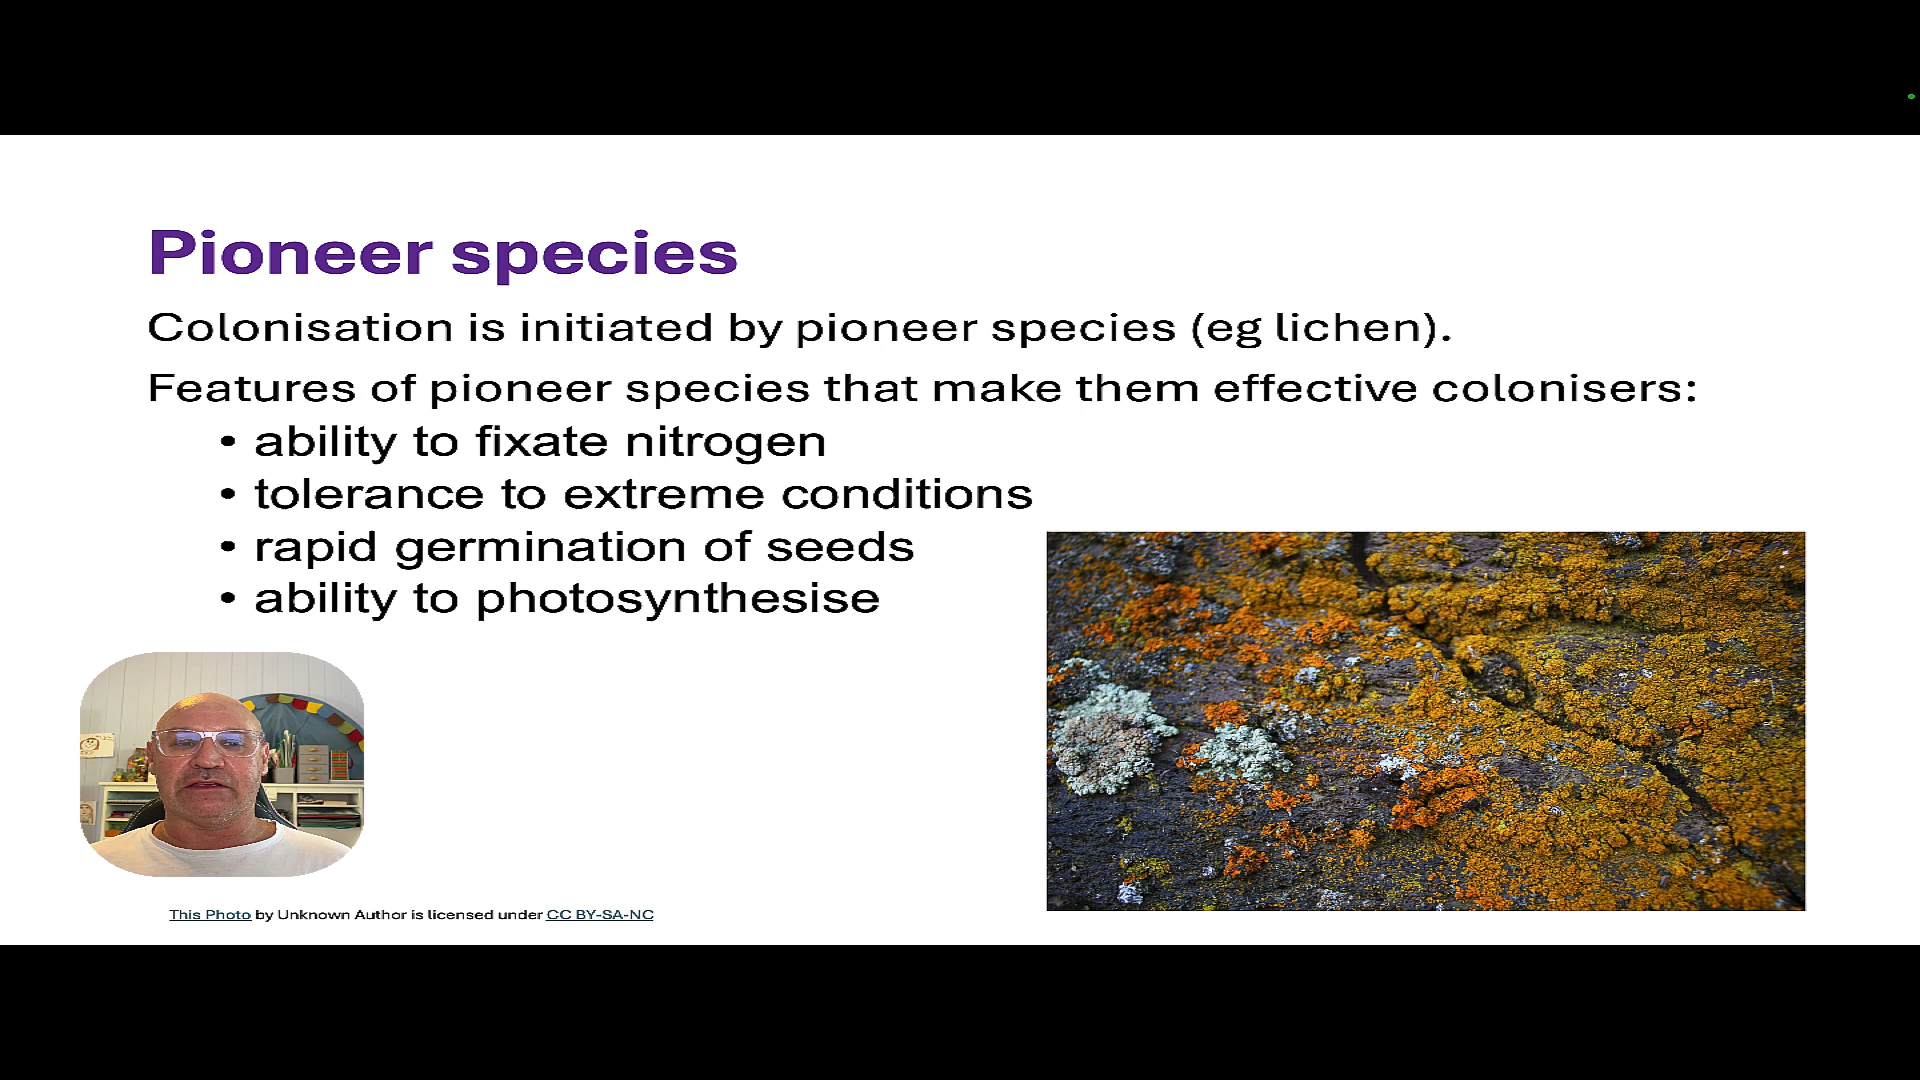 Pioneer species
Colonisation is initiated by pioneer species (eg lichen).
Features of pioneer species that make them effective colonisers:
• ability to fixate nitrogen
• tolerance to extreme conditions
• rapid germination of seeds
• ability to photosynthesise
This Photo by Unknown Author is licensed under CC BY-SA-NC